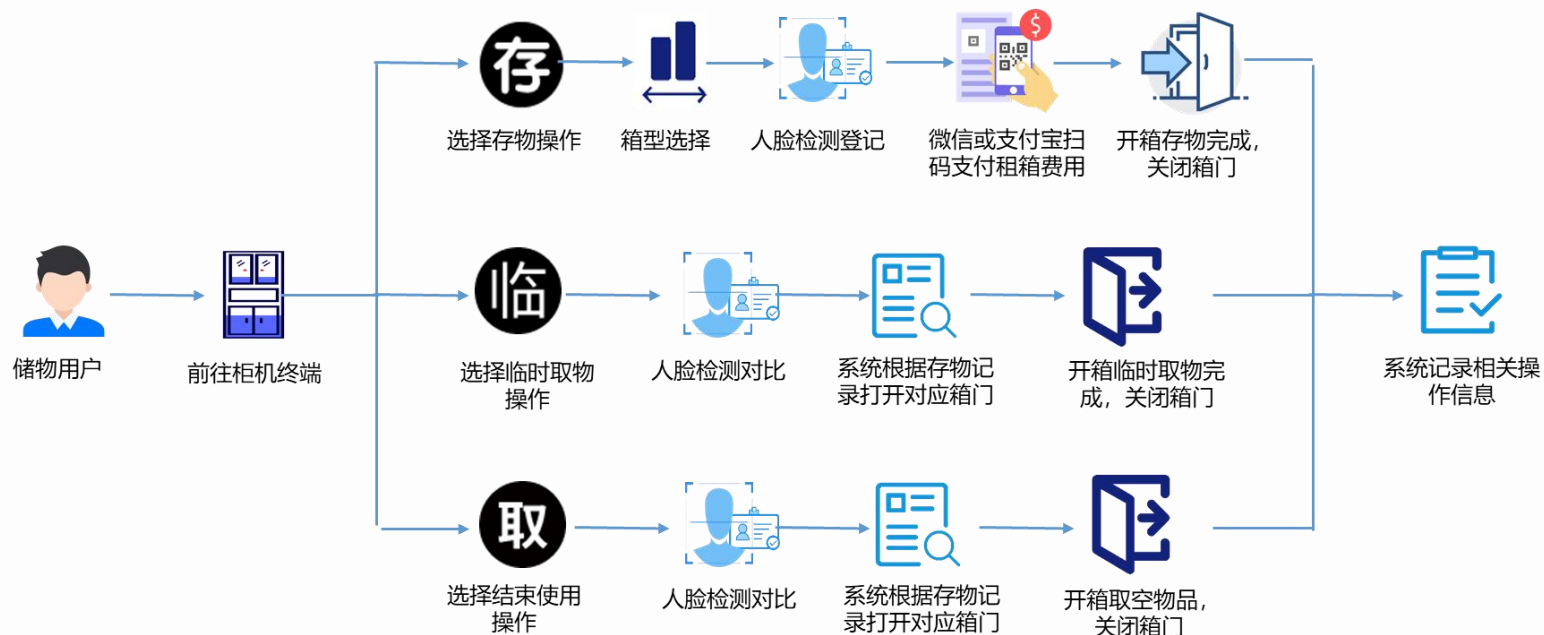 存
选择存物操作
箱型选择
人脸检测登记
微信或支付宝扫
码支付租箱费用
开箱存物完成，
关闭箱门
储物用户
前往柜机终端
临
选择临时取物
操作
人脸检测对比
系统根据存物记
录打开对应箱门
开箱临时取物完
成，关闭箱门
系统记录相关操
作信息
取
选择结束使用
操作
人脸检测对比
系统根据存物记
录打开对应箱门
开箱取空物品，
关闭箱门